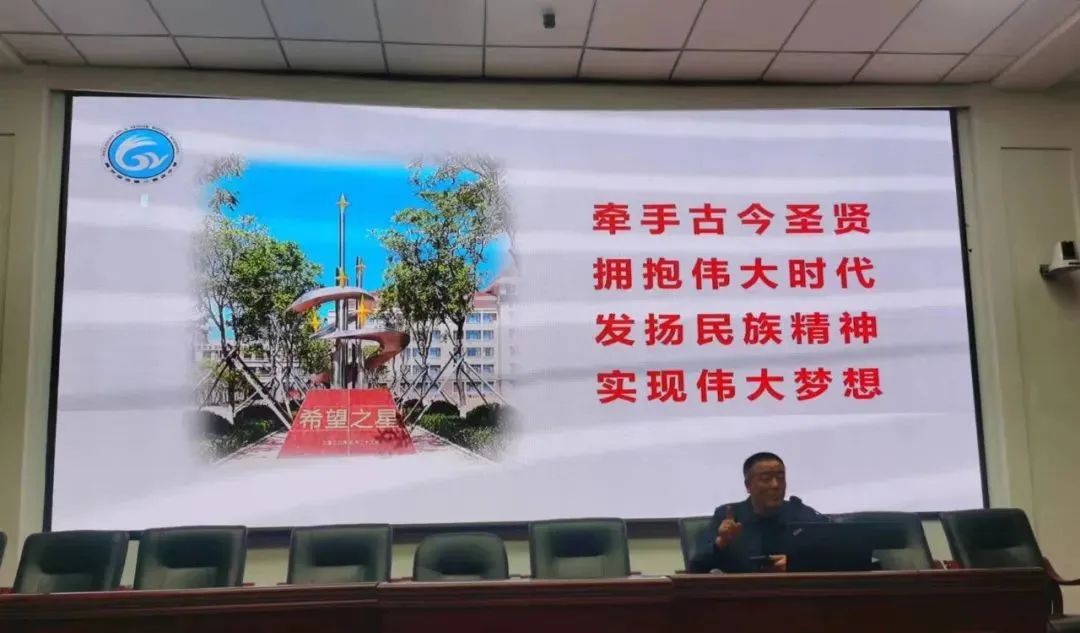 牵手古今圣贤
拥抱伟大时代
发扬民族精神
实现伟大梦想
希望之星